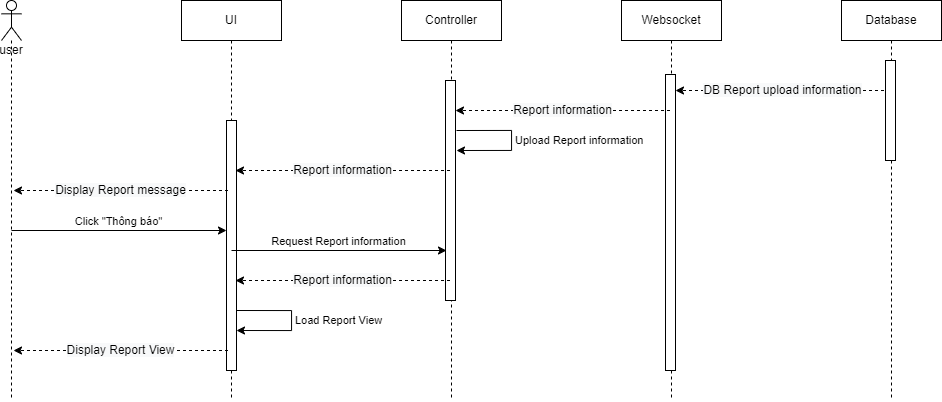 user
UI
Controller
Websocket
Database
DB Report upload information
Report information
Upload Report information
Report information
Display Report message
Click "Thông báo"
Request Report information
Report information
Load Report View
Display Report View